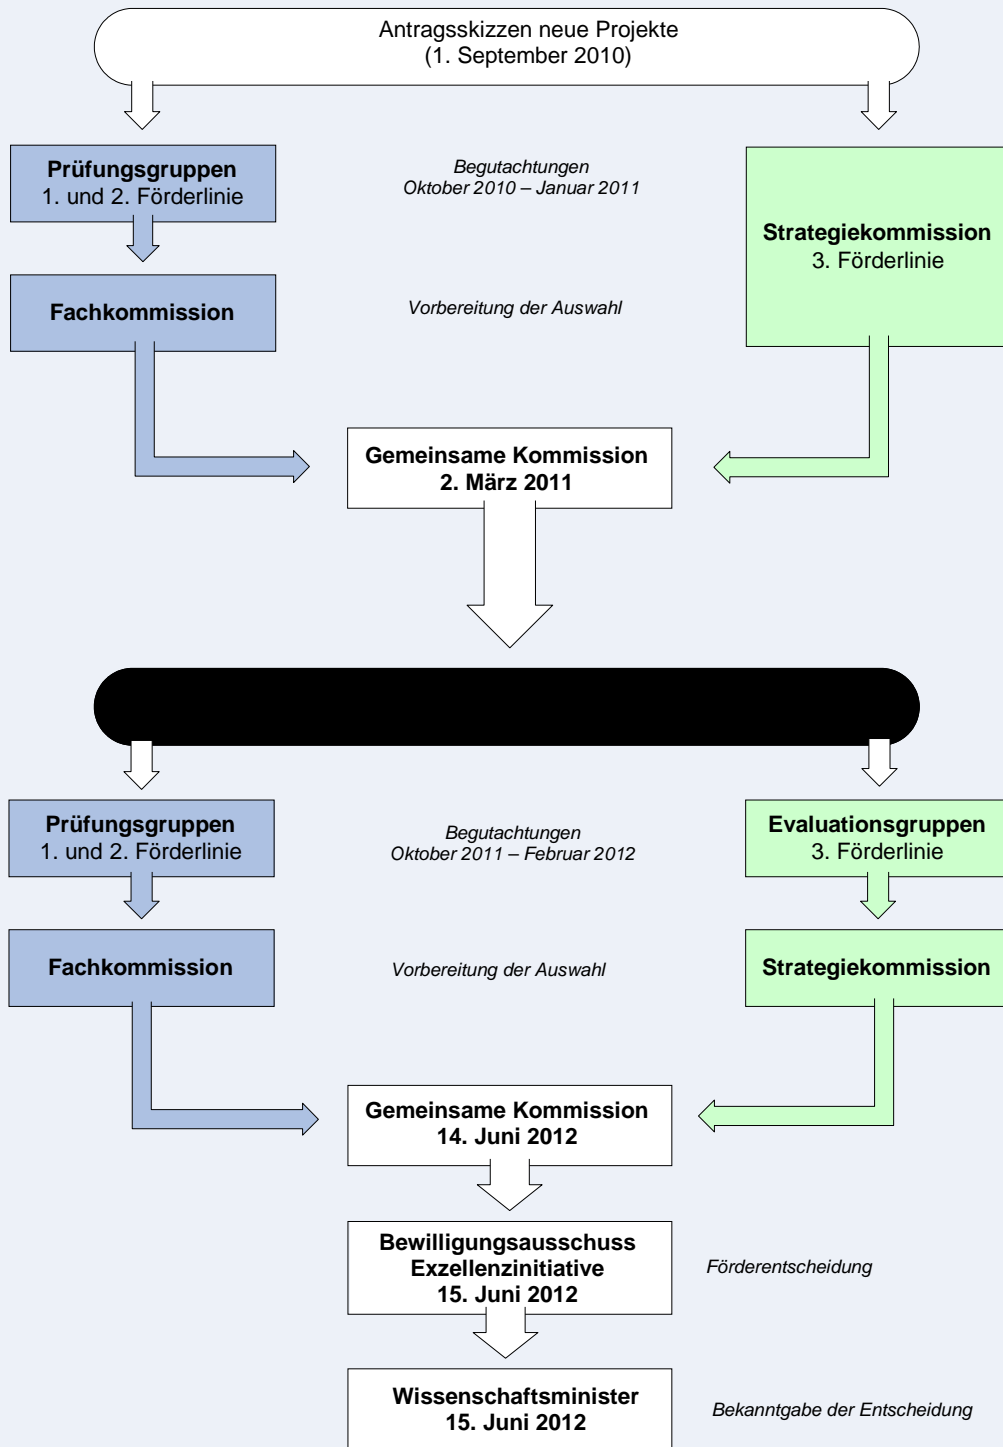 Antragsskizzen neue Projekte
(1. September 2010)
Prüfungsgruppen
1. und 2. Förderlinie
Begutachtungen
Oktober 2010 – Januar 2011
Strategiekommission
3. Förderlinie
Fachkommission
Vorbereitung der Auswahl
Gemeinsame Kommission
2. März 2011
Prüfungsgruppen
1. und 2. Förderlinie
Begutachtungen
Oktober 2011 – Februar 2012
Evaluationsgruppen
3. Förderlinie
Fachkommission
Vorbereitung der Auswahl
Strategiekommission
Gemeinsame Kommission
14. Juni 2012
Bewilligungsausschuss
Exzellenzinitiative
15. Juni 2012
Förderentscheidung
Wissenschaftsminister
15. Juni 2012
Bekanntgabe der Entscheidung